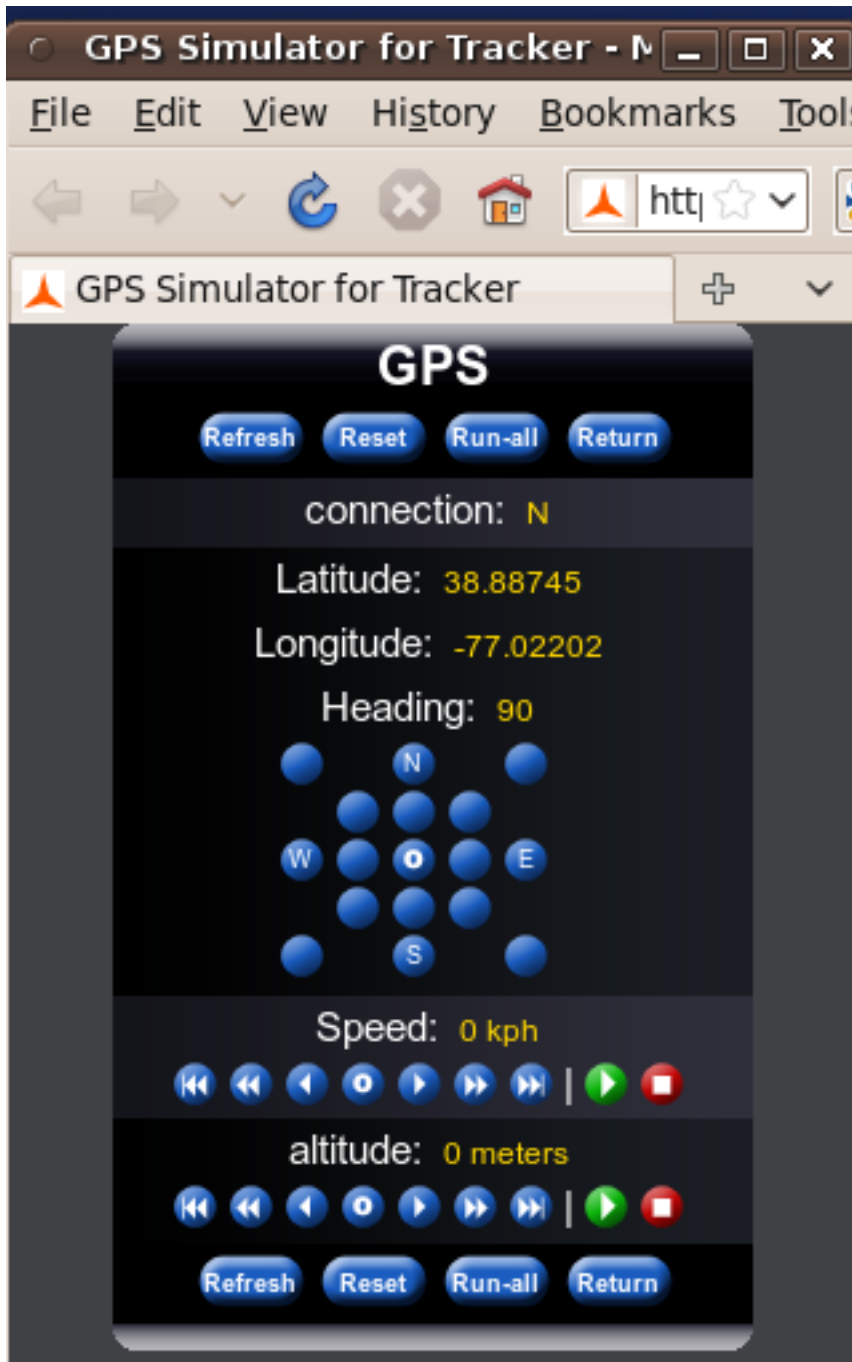 GPS Simulator for Tracker - M
File Edit View History Bookmarks Tools
http
GPS Simulator for Tracker
GPS
Refresh Reset Run-all Return
connection: N
Latitude: 38.88745
Longitude: -77.02202
Heading: 90
N
W O E
S
Speed: 0 kph
O |
altitude: 0 meters
O |
Refresh Reset Run-all Return